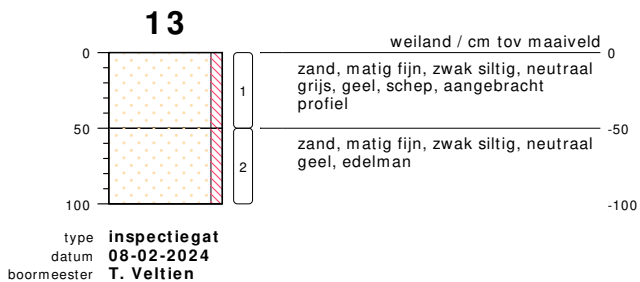 13
weiland / cm tov maaiveld
0
0
zand, matig fijn, zwak siltig, neutraal
grijs, geel, schep, aangebracht
profiel
1
50
-50
zand, matig fijn, zwak siltig, neutraal
geel, edelman
2
100
-100
type inspectiegat
datum 08-02-2024
boormeester T. Veltien